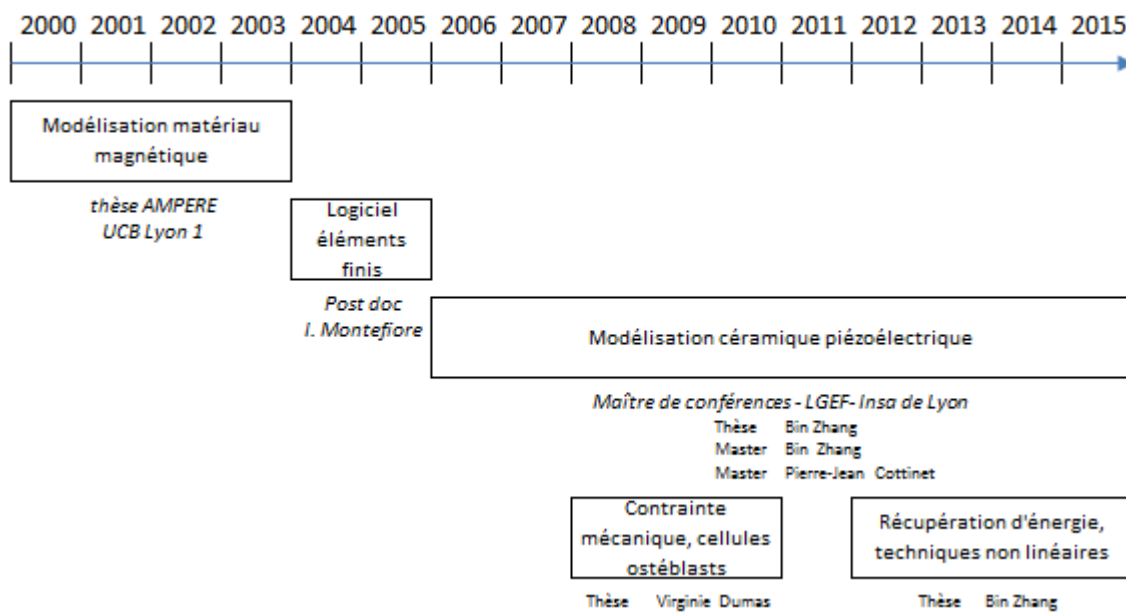 2000 2001 2002 2003 2004 2005 2006 2007 2008 2009 2010 2011 2012 2013 2014 2015
Modélisation matériau
magnétique
thèse AMPERE
UCB Lyon 1
Logiciel
éléments
finis
Post doc
I. Montefiore
Modélisation céramique piézoélectrique
Maître de conférences - LGEF- Insa de Lyon
Thèse Bin Zhang
Master Bin Zhang
Master Pierre-Jean Cottinet
Contrainte
mécanique, cellules
ostéblasts
Thèse Virginie Dumas
Récupération d'énergie,
techniques non linéaires
Thèse Bin Zhang